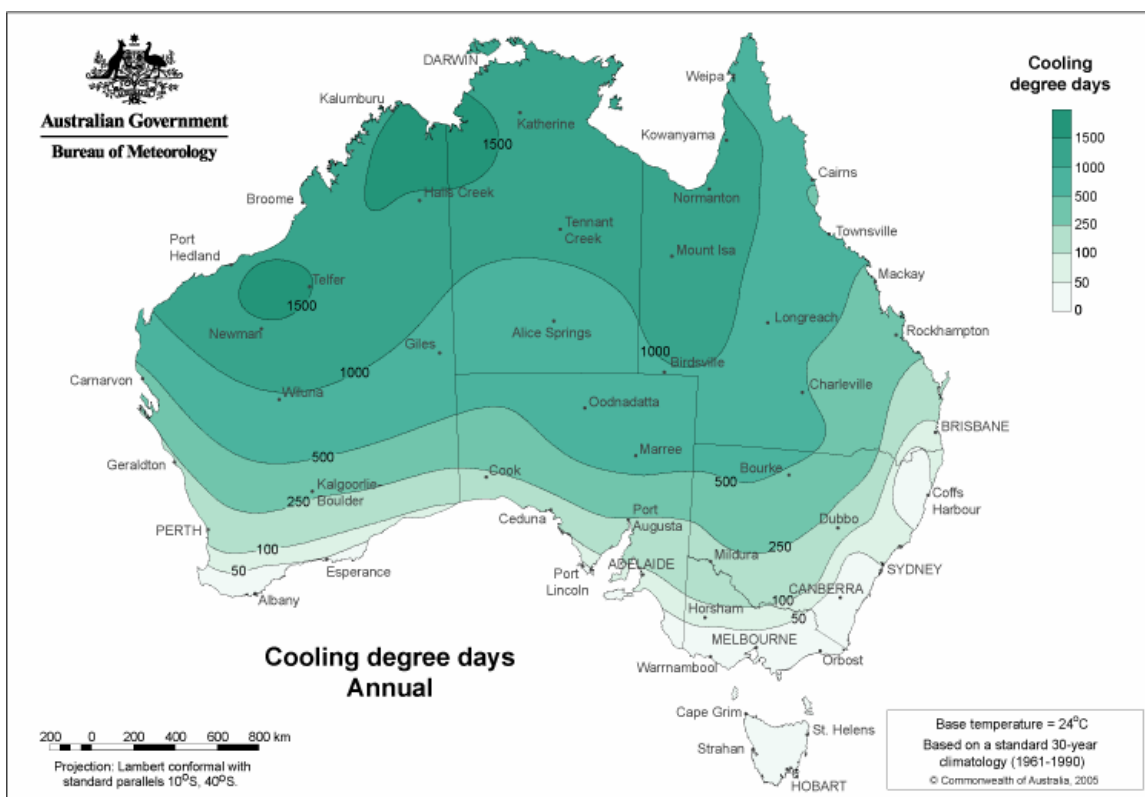 Australian Government
Bureau of Meteorology
DARWIN
Kalumburu
Katherine
1500
Halls Creek
Broome
Port
Hedland
Telfer
1500
Newman
Tennant
Creek
Weipa
Kowanyama
Normanton
Mount Isa
Cairns
Townsville
Mackay
Longreach
Rockhampton
Alice Springs
Giles
1000
Birdsville
1000
Wiluna
Carnarvon
Oodnadatta
Charleville
BRISBANE
Marree
500
Geraldton
Cook
Bourke
500
250
Kalgoorlie-
Boulder
Coffs
Harbour
Ceduna
Port
Augusta
Dubbo
PERTH
100
250
50
Esperance
Mildura
SYDNEY
Port
Lincoln
ADELAIDE
CANBERRA
100
Albany
Horsham
50
MELBOURNE
Warrnambool
Orbost
Cape Grim
St. Helens
Strahan
HOBART
Cooling
degree days
1500
1000
500
250
100
50
0
Cooling degree days
Annual
200 0 200 400 600 800 km
Projection: Lambert conformal with
standard parallels 10°S, 40°S.
Base temperature = 24°C
Based on a standard 30-year
climatology (1961-1990)
© Commonwealth of Australia, 2005